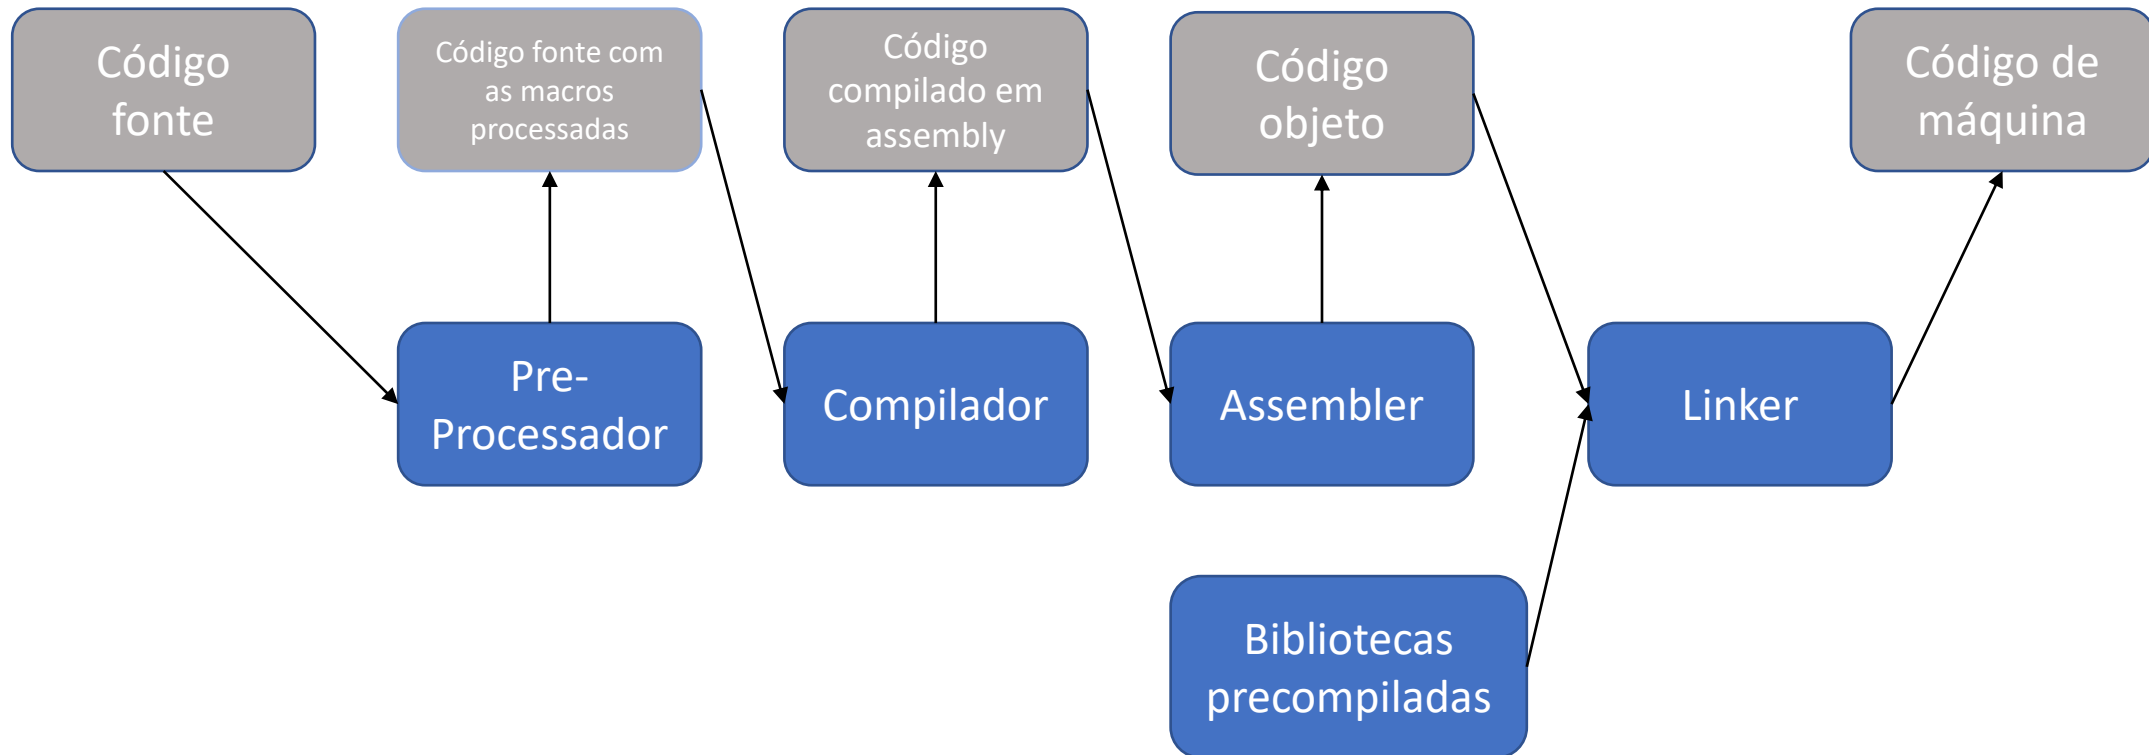 Código
fonte
Código fonte com
as macros
processadas
Código
compilado em
assembly
Código
objeto
Código de
máquina
Pre-
Processador
Compilador
Assembler
Linker
Bibliotecas
precompiladas